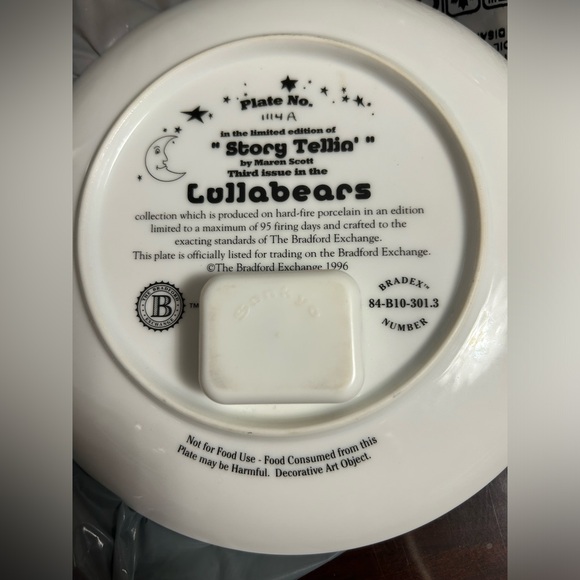 Plate No.
1114 A
in the limited edition of
" Story Tellin' "
by Maren Scott
Third issue in the
Lullabears
collection which is produced on hard-fire porcelain in an edition
limited to a maximum of 95 firing days and crafted to the
exacting standards of The Bradford Exchange.
This plate is officially listed for trading on the Bradford Exchange.
©The Bradford Exchange 1996
B
TM
Sankyo
BRADEX™
84-B10-301.3
NUMBER
Not for Food Use - Food Consumed from this
Plate may be Harmful. Decorative Art Object.